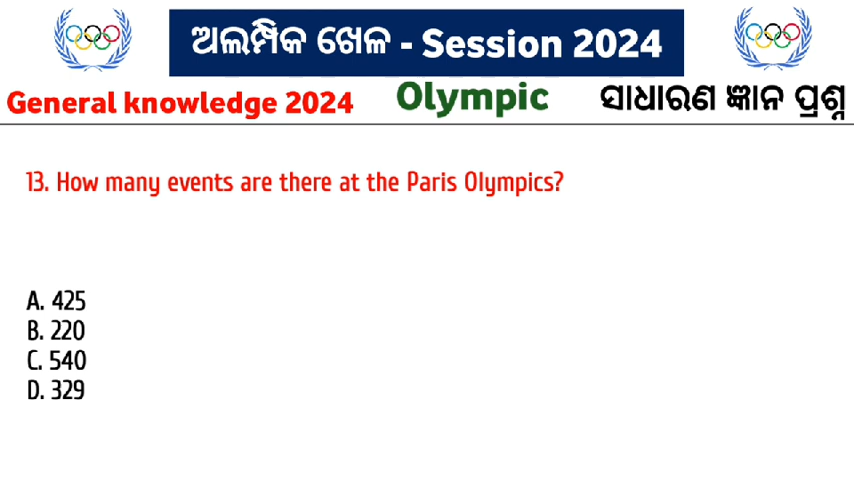 ଅଲମ୍ପିକ ଖେଳ - Session 2024
General knowledge 2024 Olympic ସାଧାରଣ ଜ୍ଞାନ ପ୍ରଶ୍ନ
13. How many events are there at the Paris Olympics?
A. 425
B. 220
C. 540
D. 329